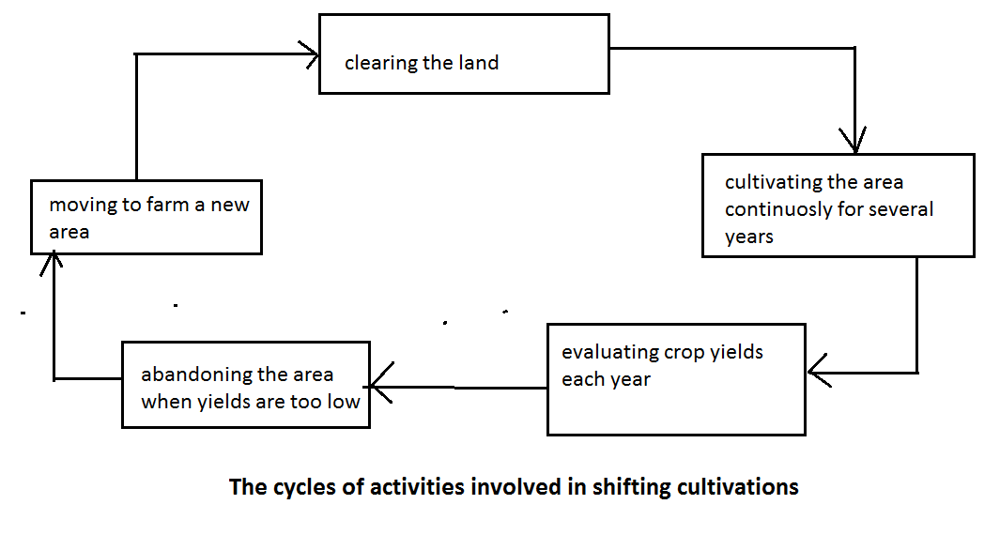 clearing the land
cultivating the area
continuosly for several
years
evaluating crop yields
each year
abandoning the area
when yields are too low
moving to farm a new
area
The cycles of activities involved in shifting cultivations